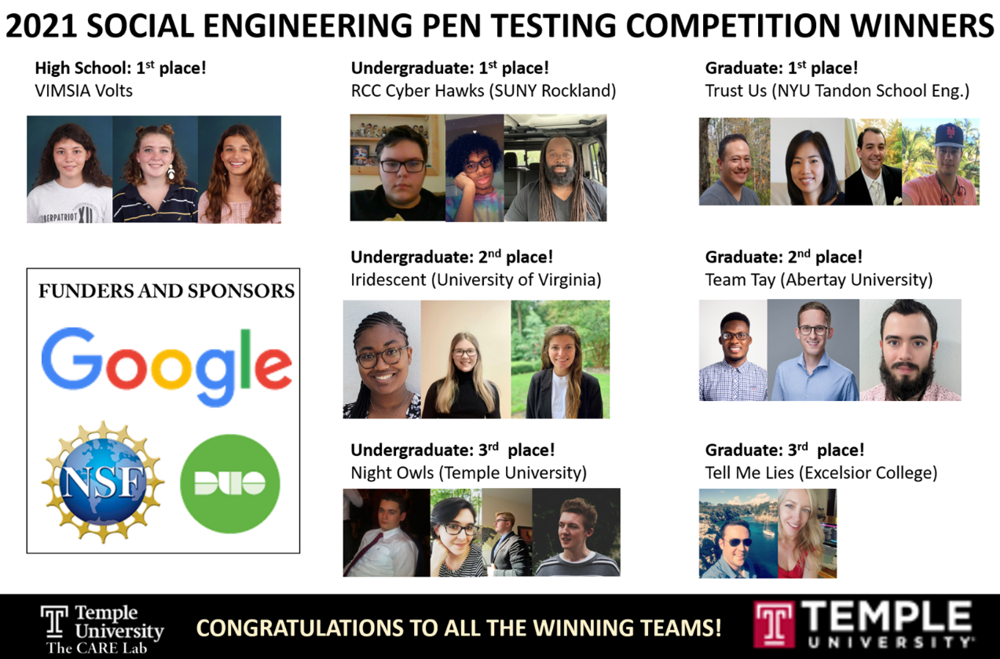 2021 SOCIAL ENGINEERING PEN TESTING COMPETITION WINNERS
High School: 1st place!
VIMSIA Volts
Undergraduate: 1st place!
RCC Cyber Hawks (SUNY Rockland)
Graduate: 1st place!
Trust Us (NYU Tandon School Eng.)
BERPATRIOT XII
Undergraduate: 2nd place!
Iridescent (University of Virginia)
Graduate: 2nd place!
Team Tay (Abertay University)
FUNDERS AND SPONSORS
Google
NSF
DUO
Undergraduate: 3rd place!
Night Owls (Temple University)
Graduate: 3rd place!
Tell Me Lies (Excelsior College)
Temple
University
The CARE Lab
CONGRATULATIONS TO ALL THE WINNING TEAMS!
TEMPLE
UNIVERSITY